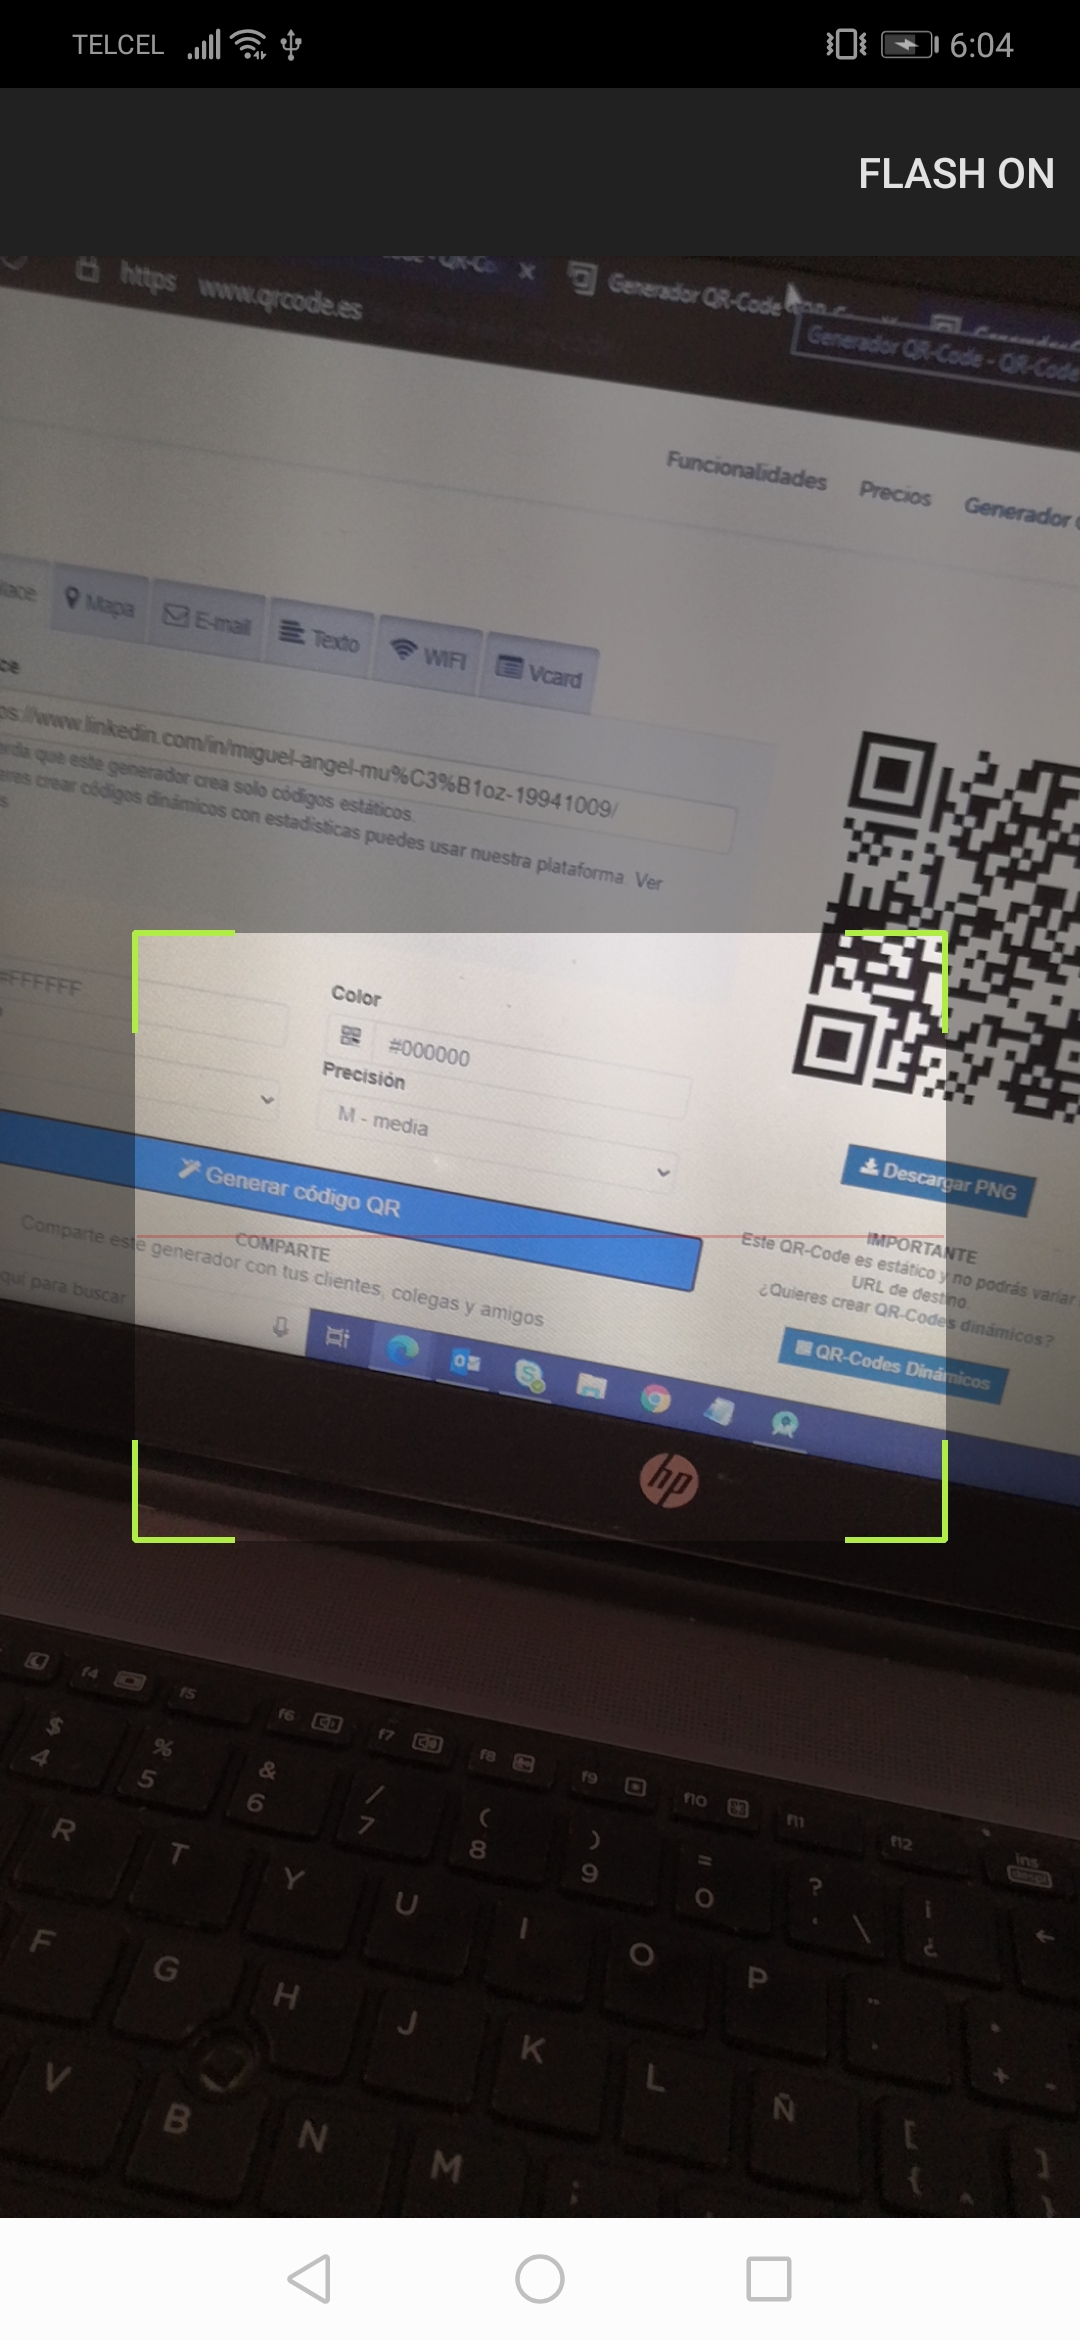 TELCEL 6:04
FLASH ON
https www.qrcode.es
Generador QR-Code
Generador QR-Code - QR-Code
Funcionalidades Precios Generador
Mapa E-mail Texto WIFI Vcard
ps://www.linkedin.com/in/miguel-angel-mu%C3%B1oz-19941009/
erda que este generador crea solo códigos estáticos.
eres crear códigos dinámicos con estadísticas puedes usar nuestra plataforma. Ver
#FFFFFF
Color
#000000
Precisión
M - media
Generar código QR
Descargar PNG
COMPARTE
Comparte este generador con tus clientes, colegas y amigos
IMPORTANTE
Este QR-Code es estático y no podrás variar
URL de destino.
¿Quieres crear QR-Codes dinámicos?
QR-Codes Dinámicos
quí para buscar
hp
f4 f5 f6 f7 f8 f9 f10 f11 f12 ins
$ % & / ( ) = ? ¡
4 5 6 7 8 9 0 ' \ ¿
R T Y U I O P
F G H J K L Ñ
V B N M